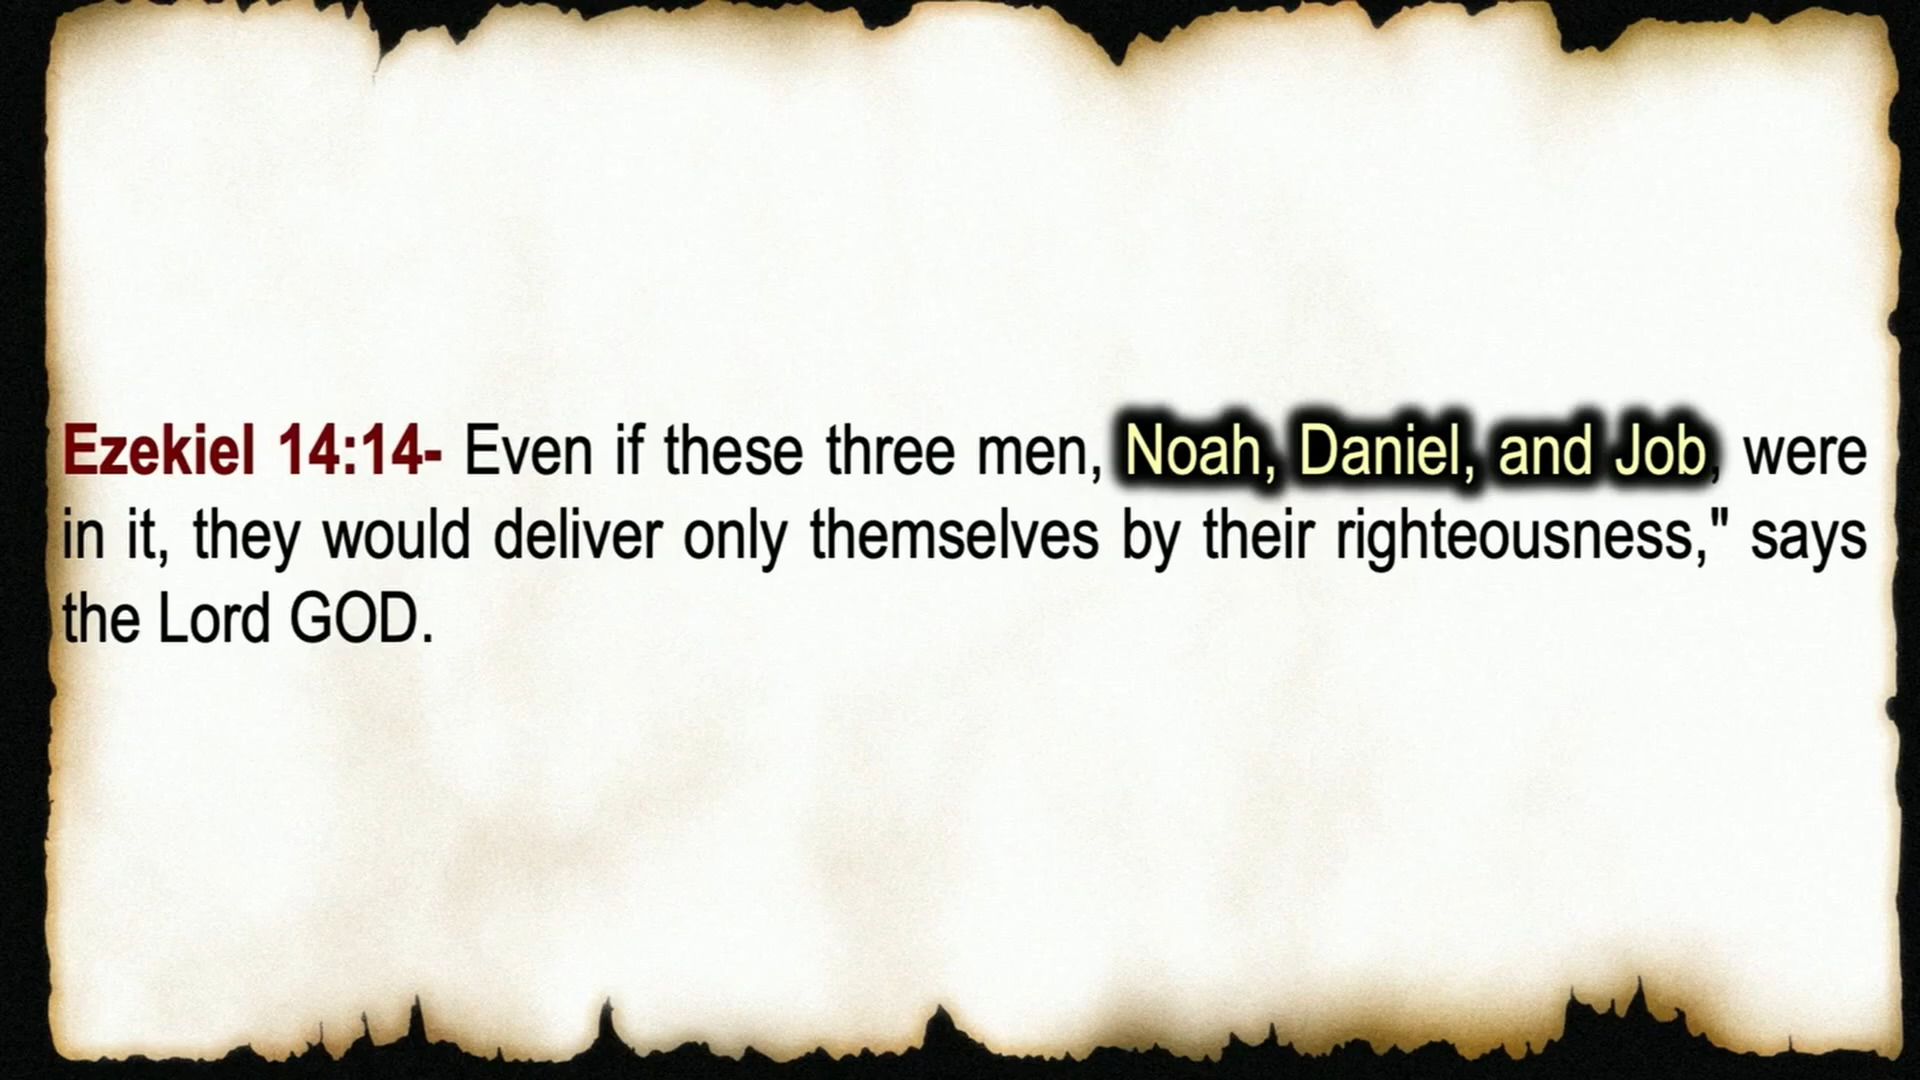 Ezekiel 14:14- Even if these three men, Noah, Daniel, and Job, were
in it, they would deliver only themselves by their righteousness," says
the Lord GOD.